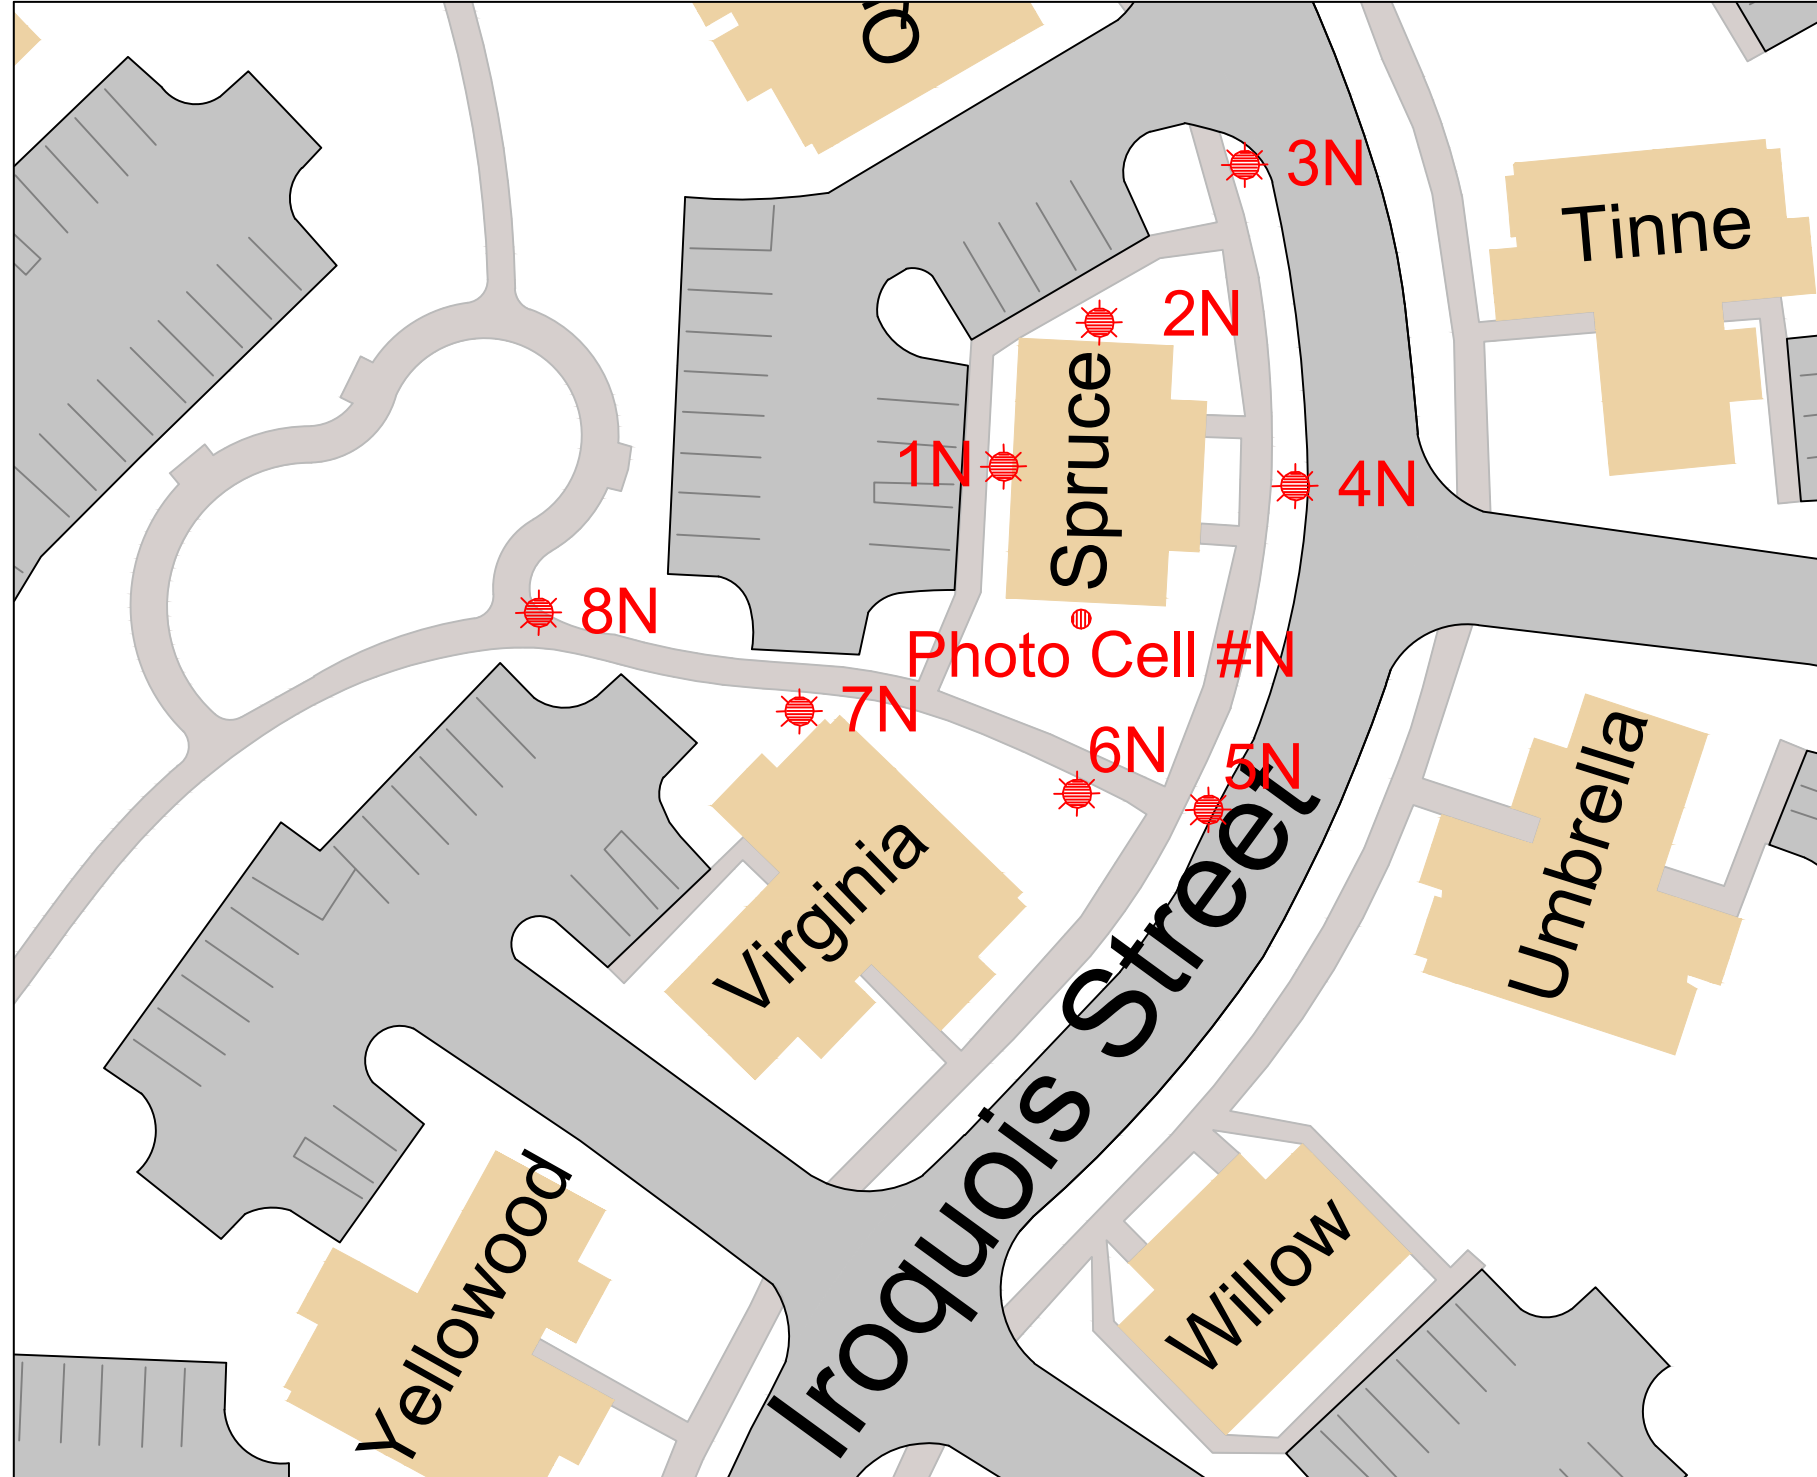 3N
Tinne
2N
Spruce
1N
4N
8N
Photo Cell #N
7N
6N
5N
Umbrella
Virginia
Iroquois Street
Yellowood
Willow